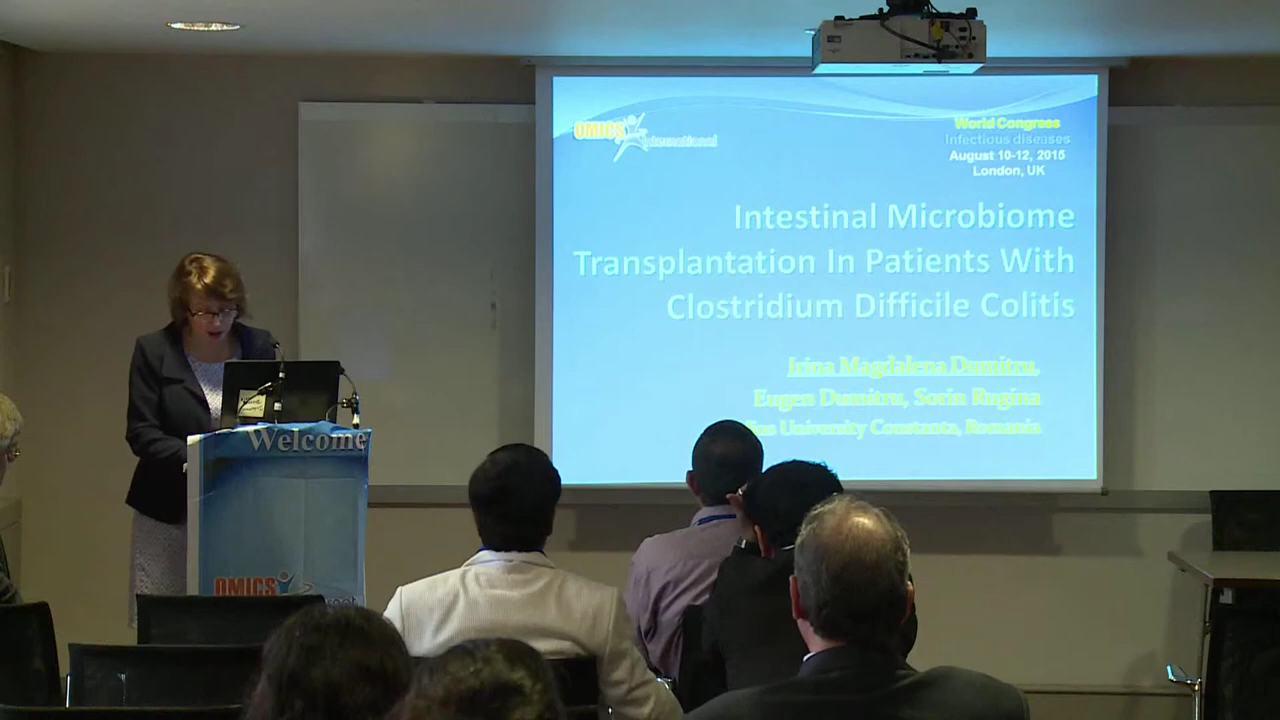 OMICS
International
World Congress
Infectious diseases
August 10-12, 2015
London, UK
Intestinal Microbiome
Transplantation In Patients With
Clostridium Difficile Colitis
Irina Magdalena Dumitru,
Eugen Dumitru, Sorin Rugina
University Constanta, Romania
Welcome
OMICS